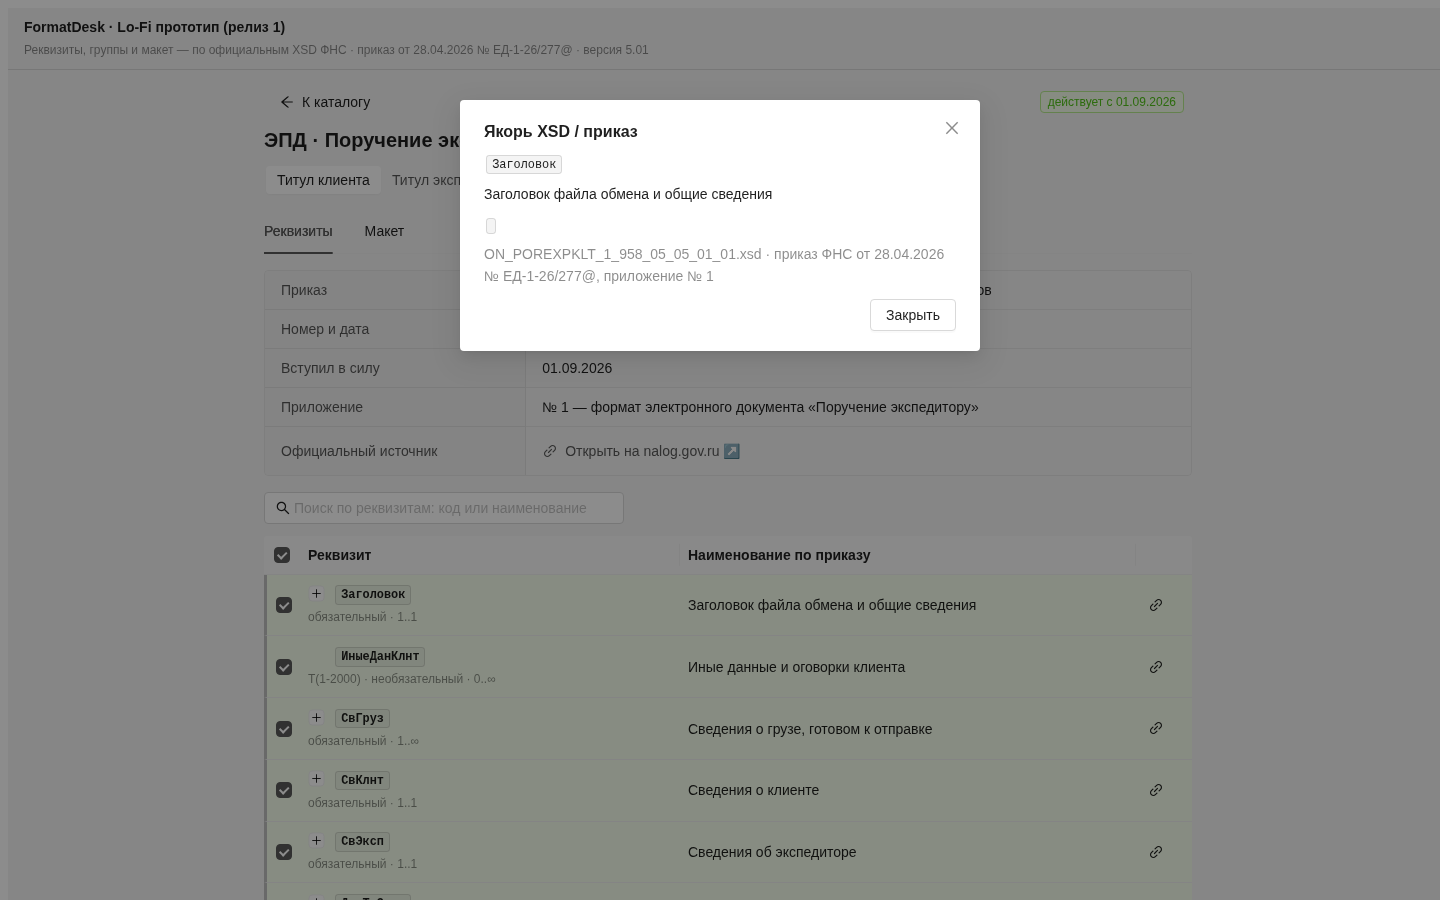 FormatDesk · Lo-Fi прототип (релиз 1)
Реквизиты, группы и макет — по официальным XSD ФНС · приказ от 28.04.2026 № ЕД-1-26/277@ · версия 5.01
К каталогу
действует с 01.09.2026
ЭПД · Поручение эк
Титул клиента
Титул эксп
Реквизиты
Макет
Якорь XSD / приказ
Заголовок
Заголовок файла обмена и общие сведения
ON_POREXPKLT_1_958_05_05_01_01.xsd · приказ ФНС от 28.04.2026
№ ЕД-1-26/277@, приложение № 1
Закрыть
Приказ
ов
Номер и дата
Вступил в силу
01.09.2026
Приложение
№ 1 — формат электронного документа «Поручение экспедитору»
Официальный источник
Открыть на nalog.gov.ru ↗️
Поиск по реквизитам: код или наименование
Реквизит
Наименование по приказу
Заголовок
обязательный · 1..1
Заголовок файла обмена и общие сведения
ИныеДанКлнт
Т(1-2000) · необязательный · 0..∞
Иные данные и оговорки клиента
СвГруз
обязательный · 1..∞
Сведения о грузе, готовом к отправке
СвКлнт
обязательный · 1..1
Сведения о клиенте
СвЭксп
обязательный · 1..1
Сведения об экспедиторе